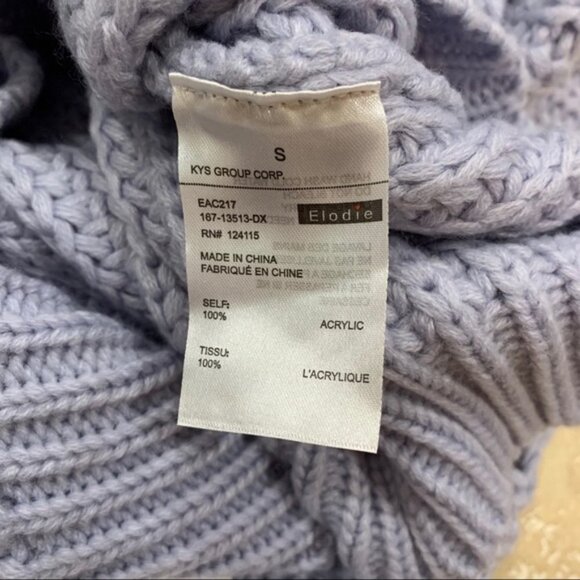 S
KYS GROUP CORP.
EAC217
167-13513-DX
Elodie
RN# 124115
MADE IN CHINA
FABRIQUÉ EN CHINE
SELF:
100% ACRYLIC
TISSU:
100% L'ACRYLIQUE